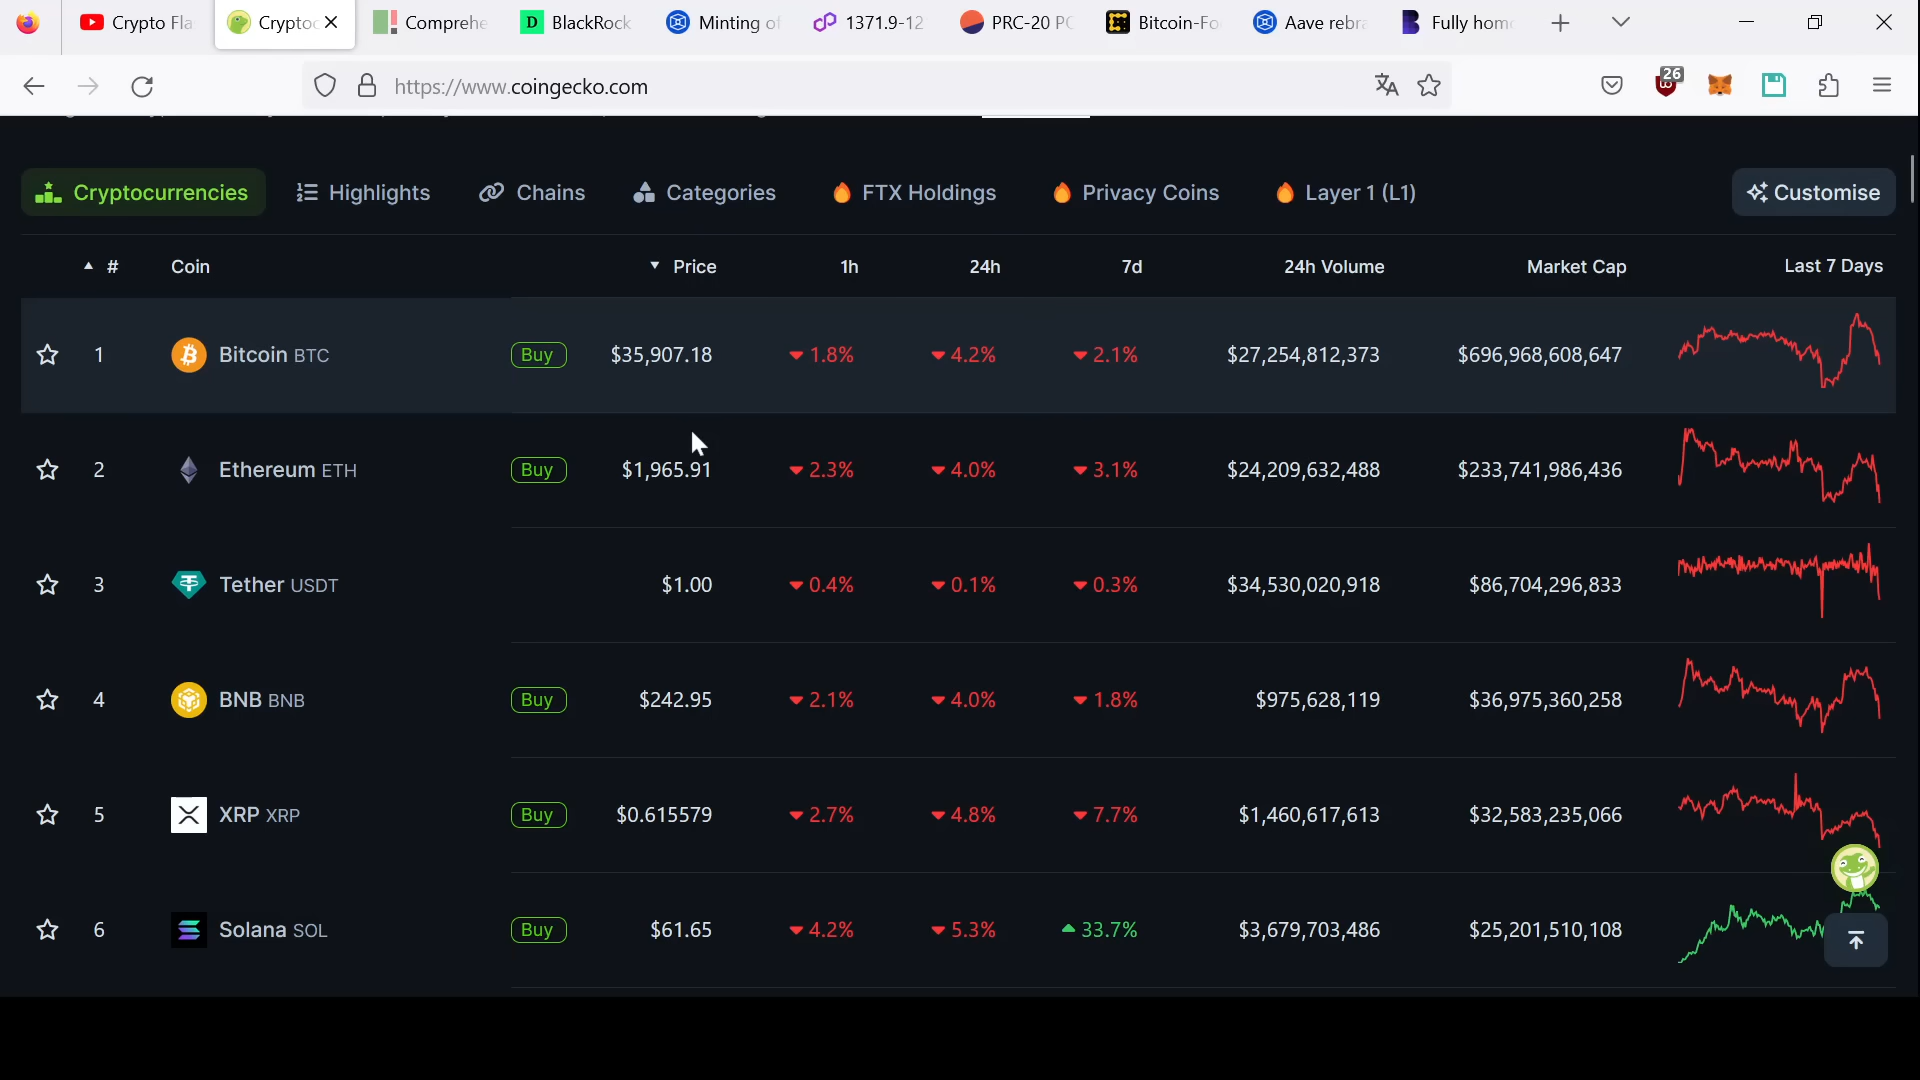 Crypto Fla
Cryptoc
Comprehe
D BlackRock
Minting of
1371.9-12
PRC-20 PO
Bitcoin-Fo
Aave rebra
Fully homo
https://www.coingecko.com
26
Cryptocurrencies
Highlights
Chains
Categories
FTX Holdings
Privacy Coins
Layer 1 (L1)
Customise
# Coin Price 1h 24h 7d 24h Volume Market Cap Last 7 Days
1 Bitcoin BTC Buy $35,907.18 1.8% 4.2% 2.1% $27,254,812,373 $696,968,608,647
2 Ethereum ETH Buy $1,965.91 2.3% 4.0% 3.1% $24,209,632,488 $233,741,986,436
3 Tether USDT $1.00 0.4% 0.1% 0.3% $34,530,020,918 $86,704,296,833
4 BNB BNB Buy $242.95 2.1% 4.0% 1.8% $975,628,119 $36,975,360,258
5 XRP XRP Buy $0.615579 2.7% 4.8% 7.7% $1,460,617,613 $32,583,235,066
6 Solana SOL Buy $61.65 4.2% 5.3% 33.7% $3,679,703,486 $25,201,510,108